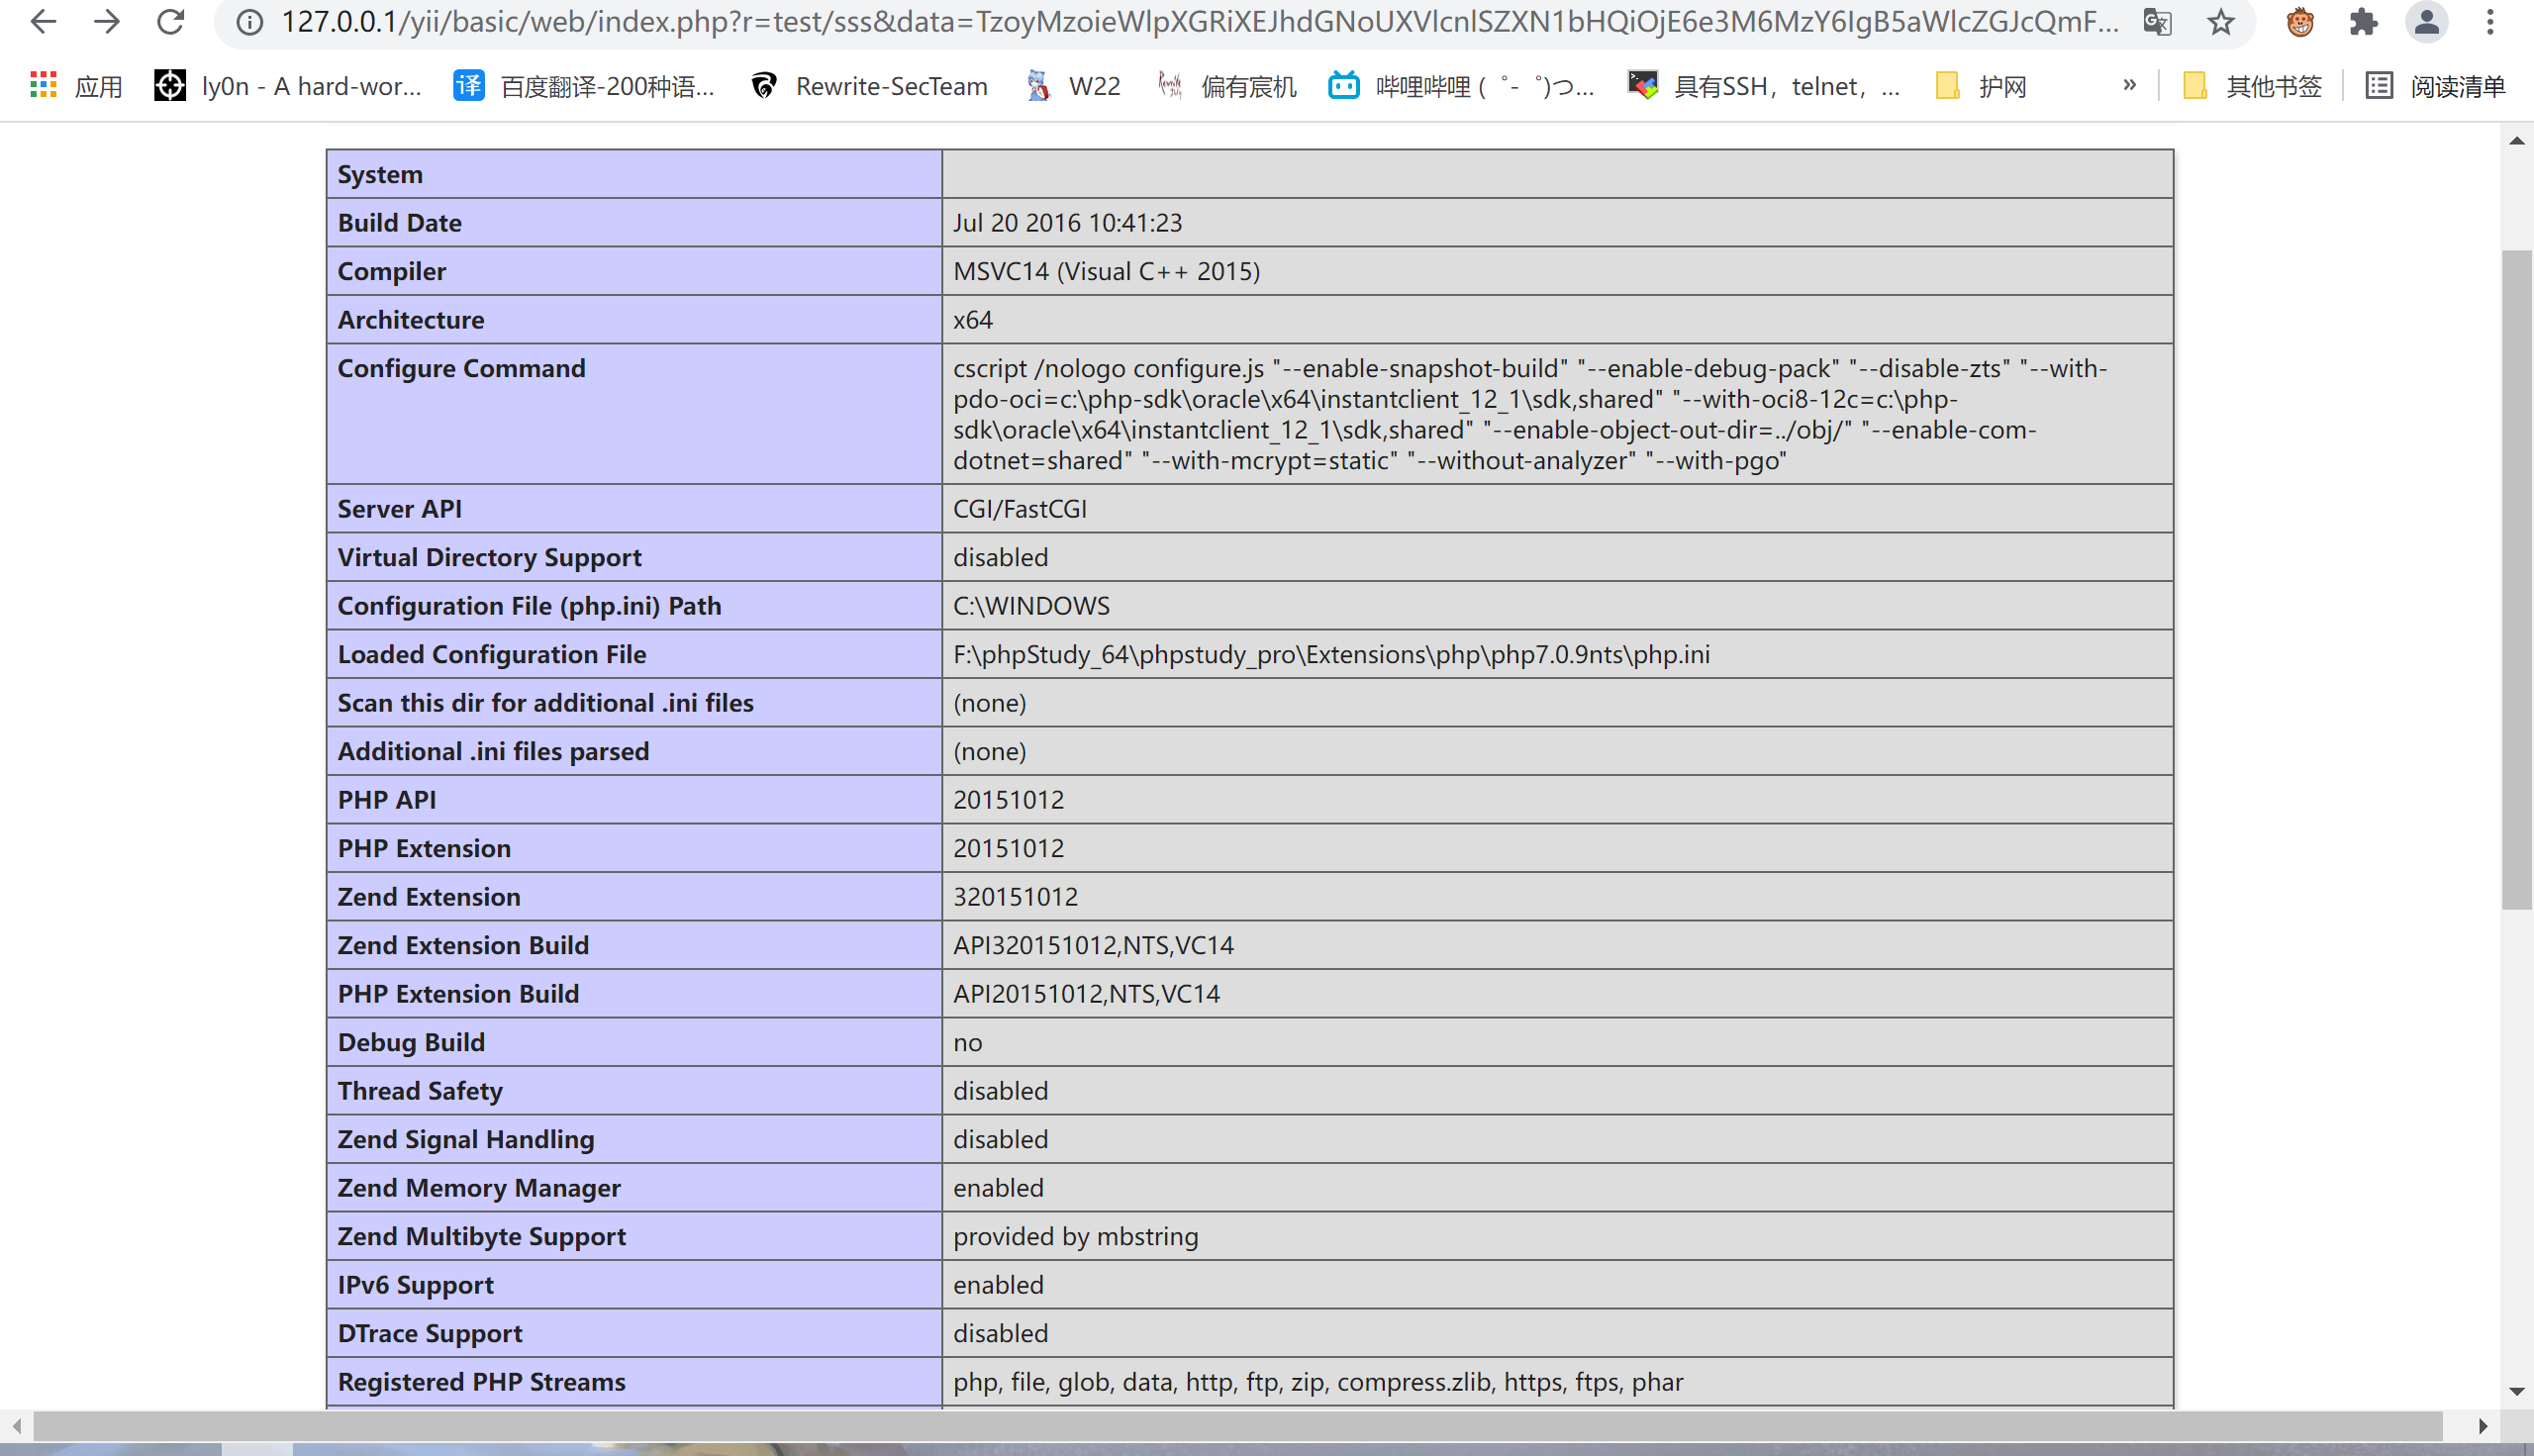 127.0.0.1/yii/basic/web/index.php?r=test/sss&data=TzoyMzoieWlpXGRiXEJhdGNoUXVlcnlSZXN1bHQiOjE6e3M6MzY6IgB5aWlcZGJcQmF...
应用 ly0n - A hard-wor... 译 百度翻译-200种语... Rewrite-SecTeam W22 偏有宸机 哔哩哔哩 (゜-゜)つ... 具有SSH，telnet，... 护网 » 其他书签 阅读清单
System
Build Date Jul 20 2016 10:41:23
Compiler MSVC14 (Visual C++ 2015)
Architecture x64
Configure Command cscript /nologo configure.js "--enable-snapshot-build" "--enable-debug-pack" "--disable-zts" "--with-
pdo-oci=c:\php-sdk\oracle\x64\instantclient_12_1\sdk,shared" "--with-oci8-12c=c:\php-
sdk\oracle\x64\instantclient_12_1\sdk,shared" "--enable-object-out-dir=../obj/" "--enable-com-
dotnet=shared" "--with-mcrypt=static" "--without-analyzer" "--with-pgo"
Server API CGI/FastCGI
Virtual Directory Support disabled
Configuration File (php.ini) Path C:\WINDOWS
Loaded Configuration File F:\phpStudy_64\phpstudy_pro\Extensions\php\php7.0.9nts\php.ini
Scan this dir for additional .ini files (none)
Additional .ini files parsed (none)
PHP API 20151012
PHP Extension 20151012
Zend Extension 320151012
Zend Extension Build API320151012,NTS,VC14
PHP Extension Build API20151012,NTS,VC14
Debug Build no
Thread Safety disabled
Zend Signal Handling disabled
Zend Memory Manager enabled
Zend Multibyte Support provided by mbstring
IPv6 Support enabled
DTrace Support disabled
Registered PHP Streams php, file, glob, data, http, ftp, zip, compress.zlib, https, ftps, phar